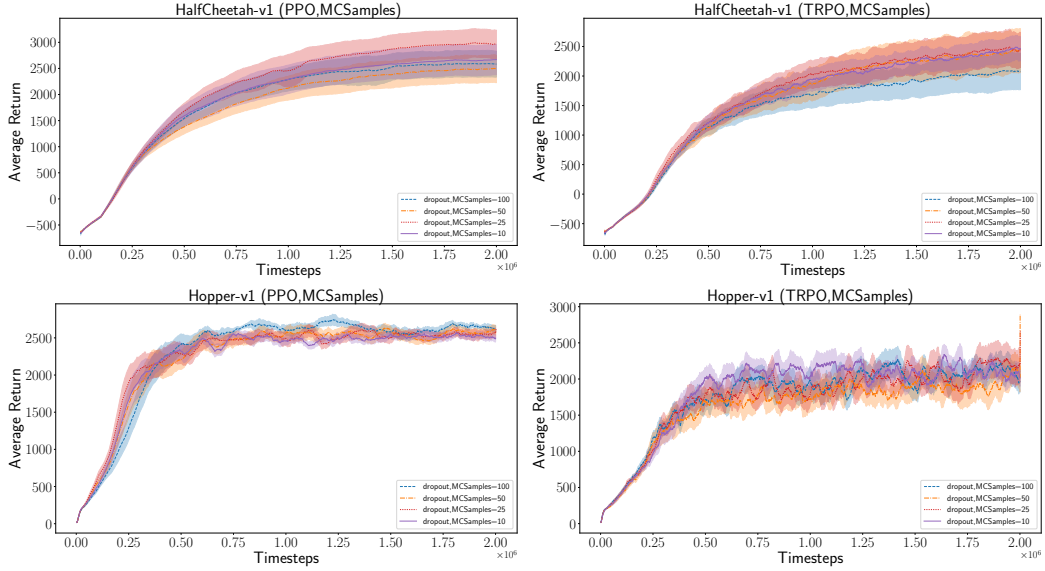 HalfCheetah-v1 (PPO,MCSamples)
3000
2500
2000
1500
1000
500
0
−500
Average Return
0.00
0.25
0.50
0.75
1.00
1.25
1.50
1.75
2.00
×10⁶
Timesteps
dropout,MCSamples=100
dropout,MCSamples=50
dropout,MCSamples=25
dropout,MCSamples=10
HalfCheetah-v1 (TRPO,MCSamples)
2500
2000
1500
1000
500
0
−500
Average Return
0.00
0.25
0.50
0.75
1.00
1.25
1.50
1.75
2.00
×10⁶
Timesteps
dropout,MCSamples=100
dropout,MCSamples=50
dropout,MCSamples=25
dropout,MCSamples=10
Hopper-v1 (PPO,MCSamples)
2500
2000
1500
1000
500
0
Average Return
0.00
0.25
0.50
0.75
1.00
1.25
1.50
1.75
2.00
×10⁶
Timesteps
dropout,MCSamples=100
dropout,MCSamples=50
dropout,MCSamples=25
dropout,MCSamples=10
Hopper-v1 (TRPO,MCSamples)
3000
2500
2000
1500
1000
500
0
Average Return
0.00
0.25
0.50
0.75
1.00
1.25
1.50
1.75
2.00
×10⁶
Timesteps
dropout,MCSamples=100
dropout,MCSamples=50
dropout,MCSamples=25
dropout,MCSamples=10